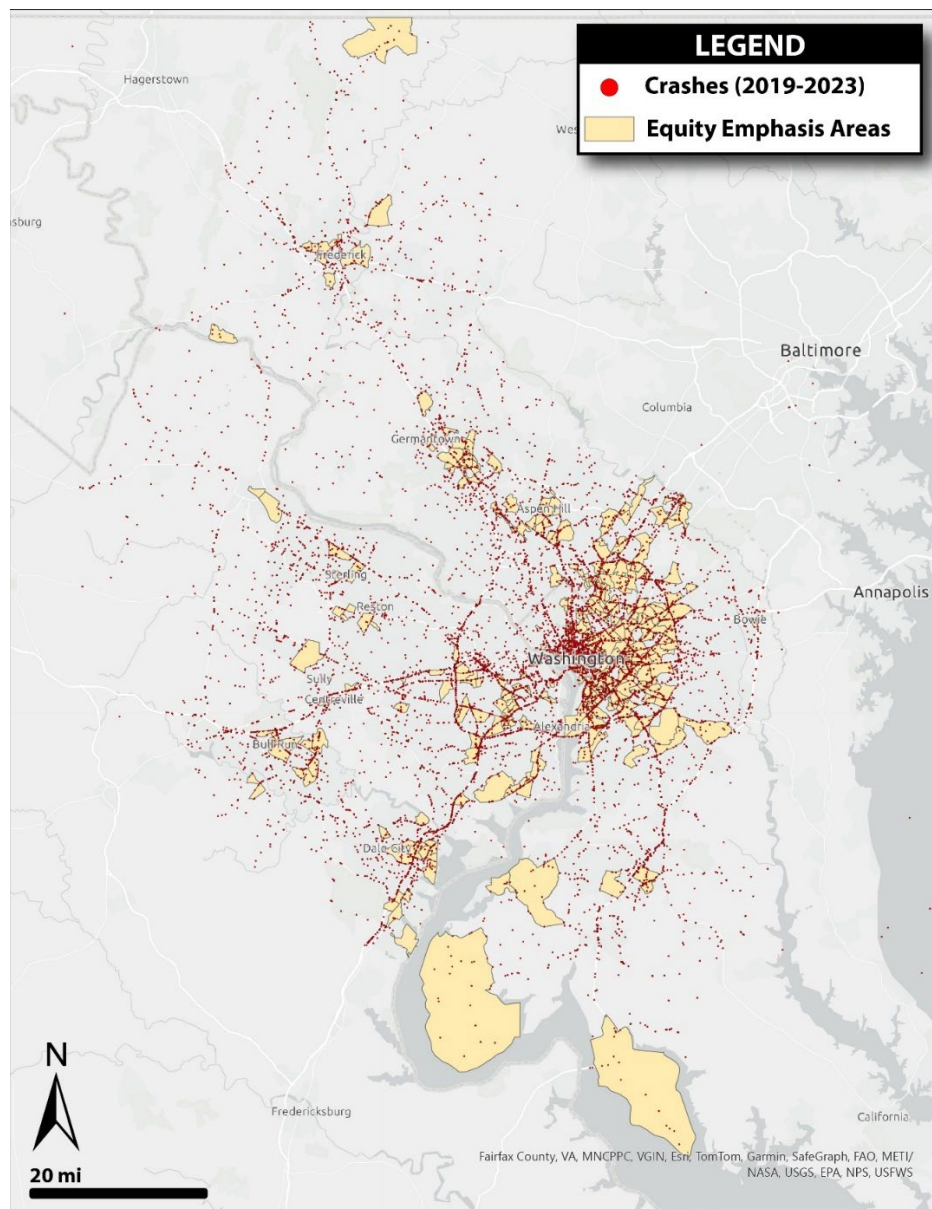 LEGEND
Crashes (2019-2023)
Equity Emphasis Areas
Hagerstown
Wes
nsburg
Frederick
Baltimore
Columbia
Germantown
Aspen Hill
Sterling
Reston
Annapolis
Bowie
Washington
Sully
Centreville
Alexandria
Bull Run
Dale City
N
Fredericksburg
California
20 mi
Fairfax County, VA, MNCPPC, VGIN, Esri, TomTom, Garmin, SafeGraph, FAO, METI/
NASA, USGS, EPA, NPS, USFWS